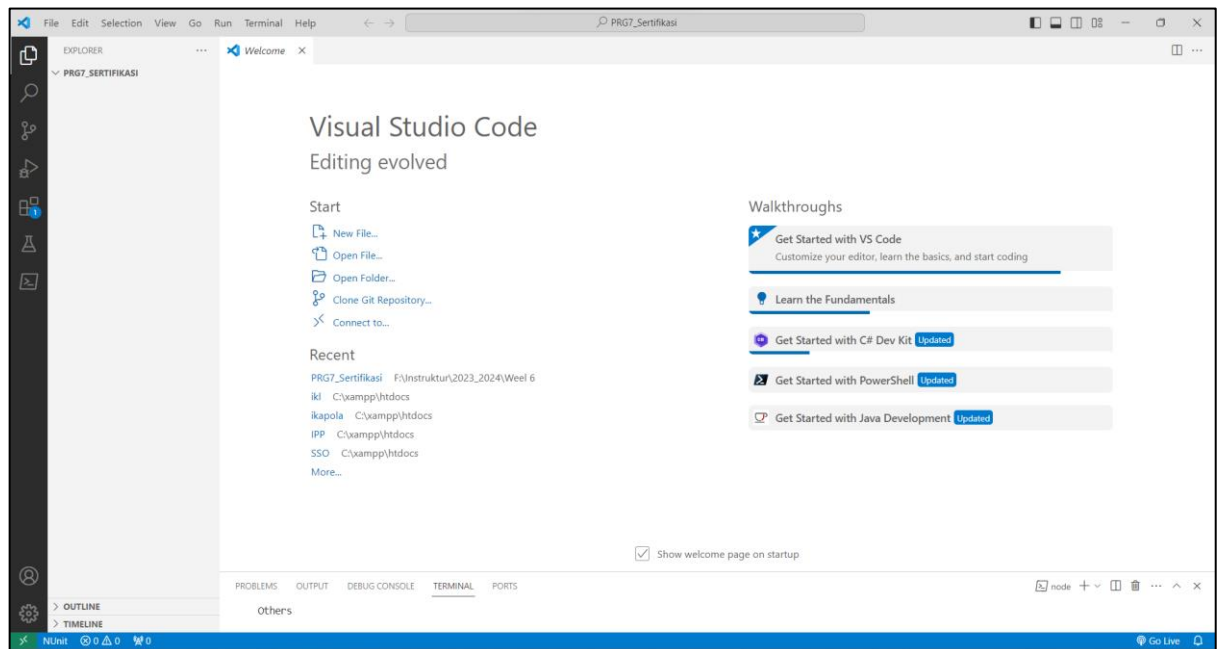 File Edit Selection View Go Run Terminal Help PRG7_Sertifikasi
EXPLORER
PRG7_SERTIFIKASI
Welcome
Visual Studio Code
Editing evolved
Start
New File...
Open File...
Open Folder...
Clone Git Repository...
Connect to...
Recent
PRG7_Sertifikasi F:\Instruktur\2023_2024\Weel 6
ikl C:\xampp\htdocs
ikapola C:\xampp\htdocs
IPP C:\xampp\htdocs
SSO C:\xampp\htdocs
More...
Walkthroughs
Get Started with VS Code
Customize your editor, learn the basics, and start coding
Learn the Fundamentals
Get Started with C# Dev Kit Updated
Get Started with PowerShell Updated
Get Started with Java Development Updated
Show welcome page on startup
PROBLEMS OUTPUT DEBUG CONSOLE TERMINAL PORTS node
Others
OUTLINE
TIMELINE
1
NUnit 0 0 0 Go Live